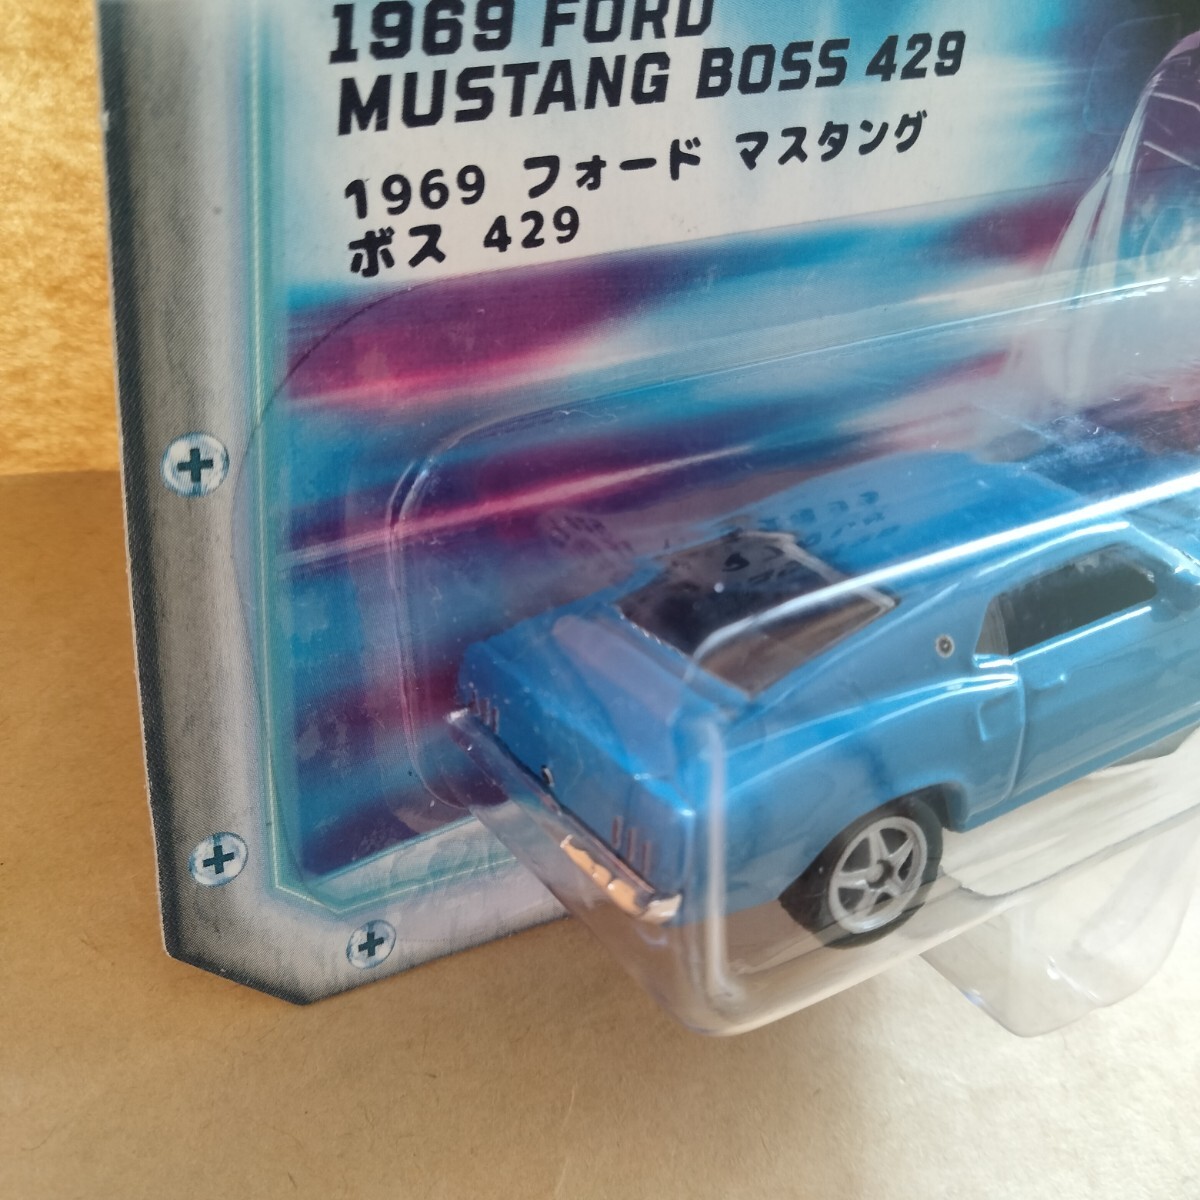 1969 FORD
MUSTANG BOSS 429
1969 フォード マスタング
ボス 429